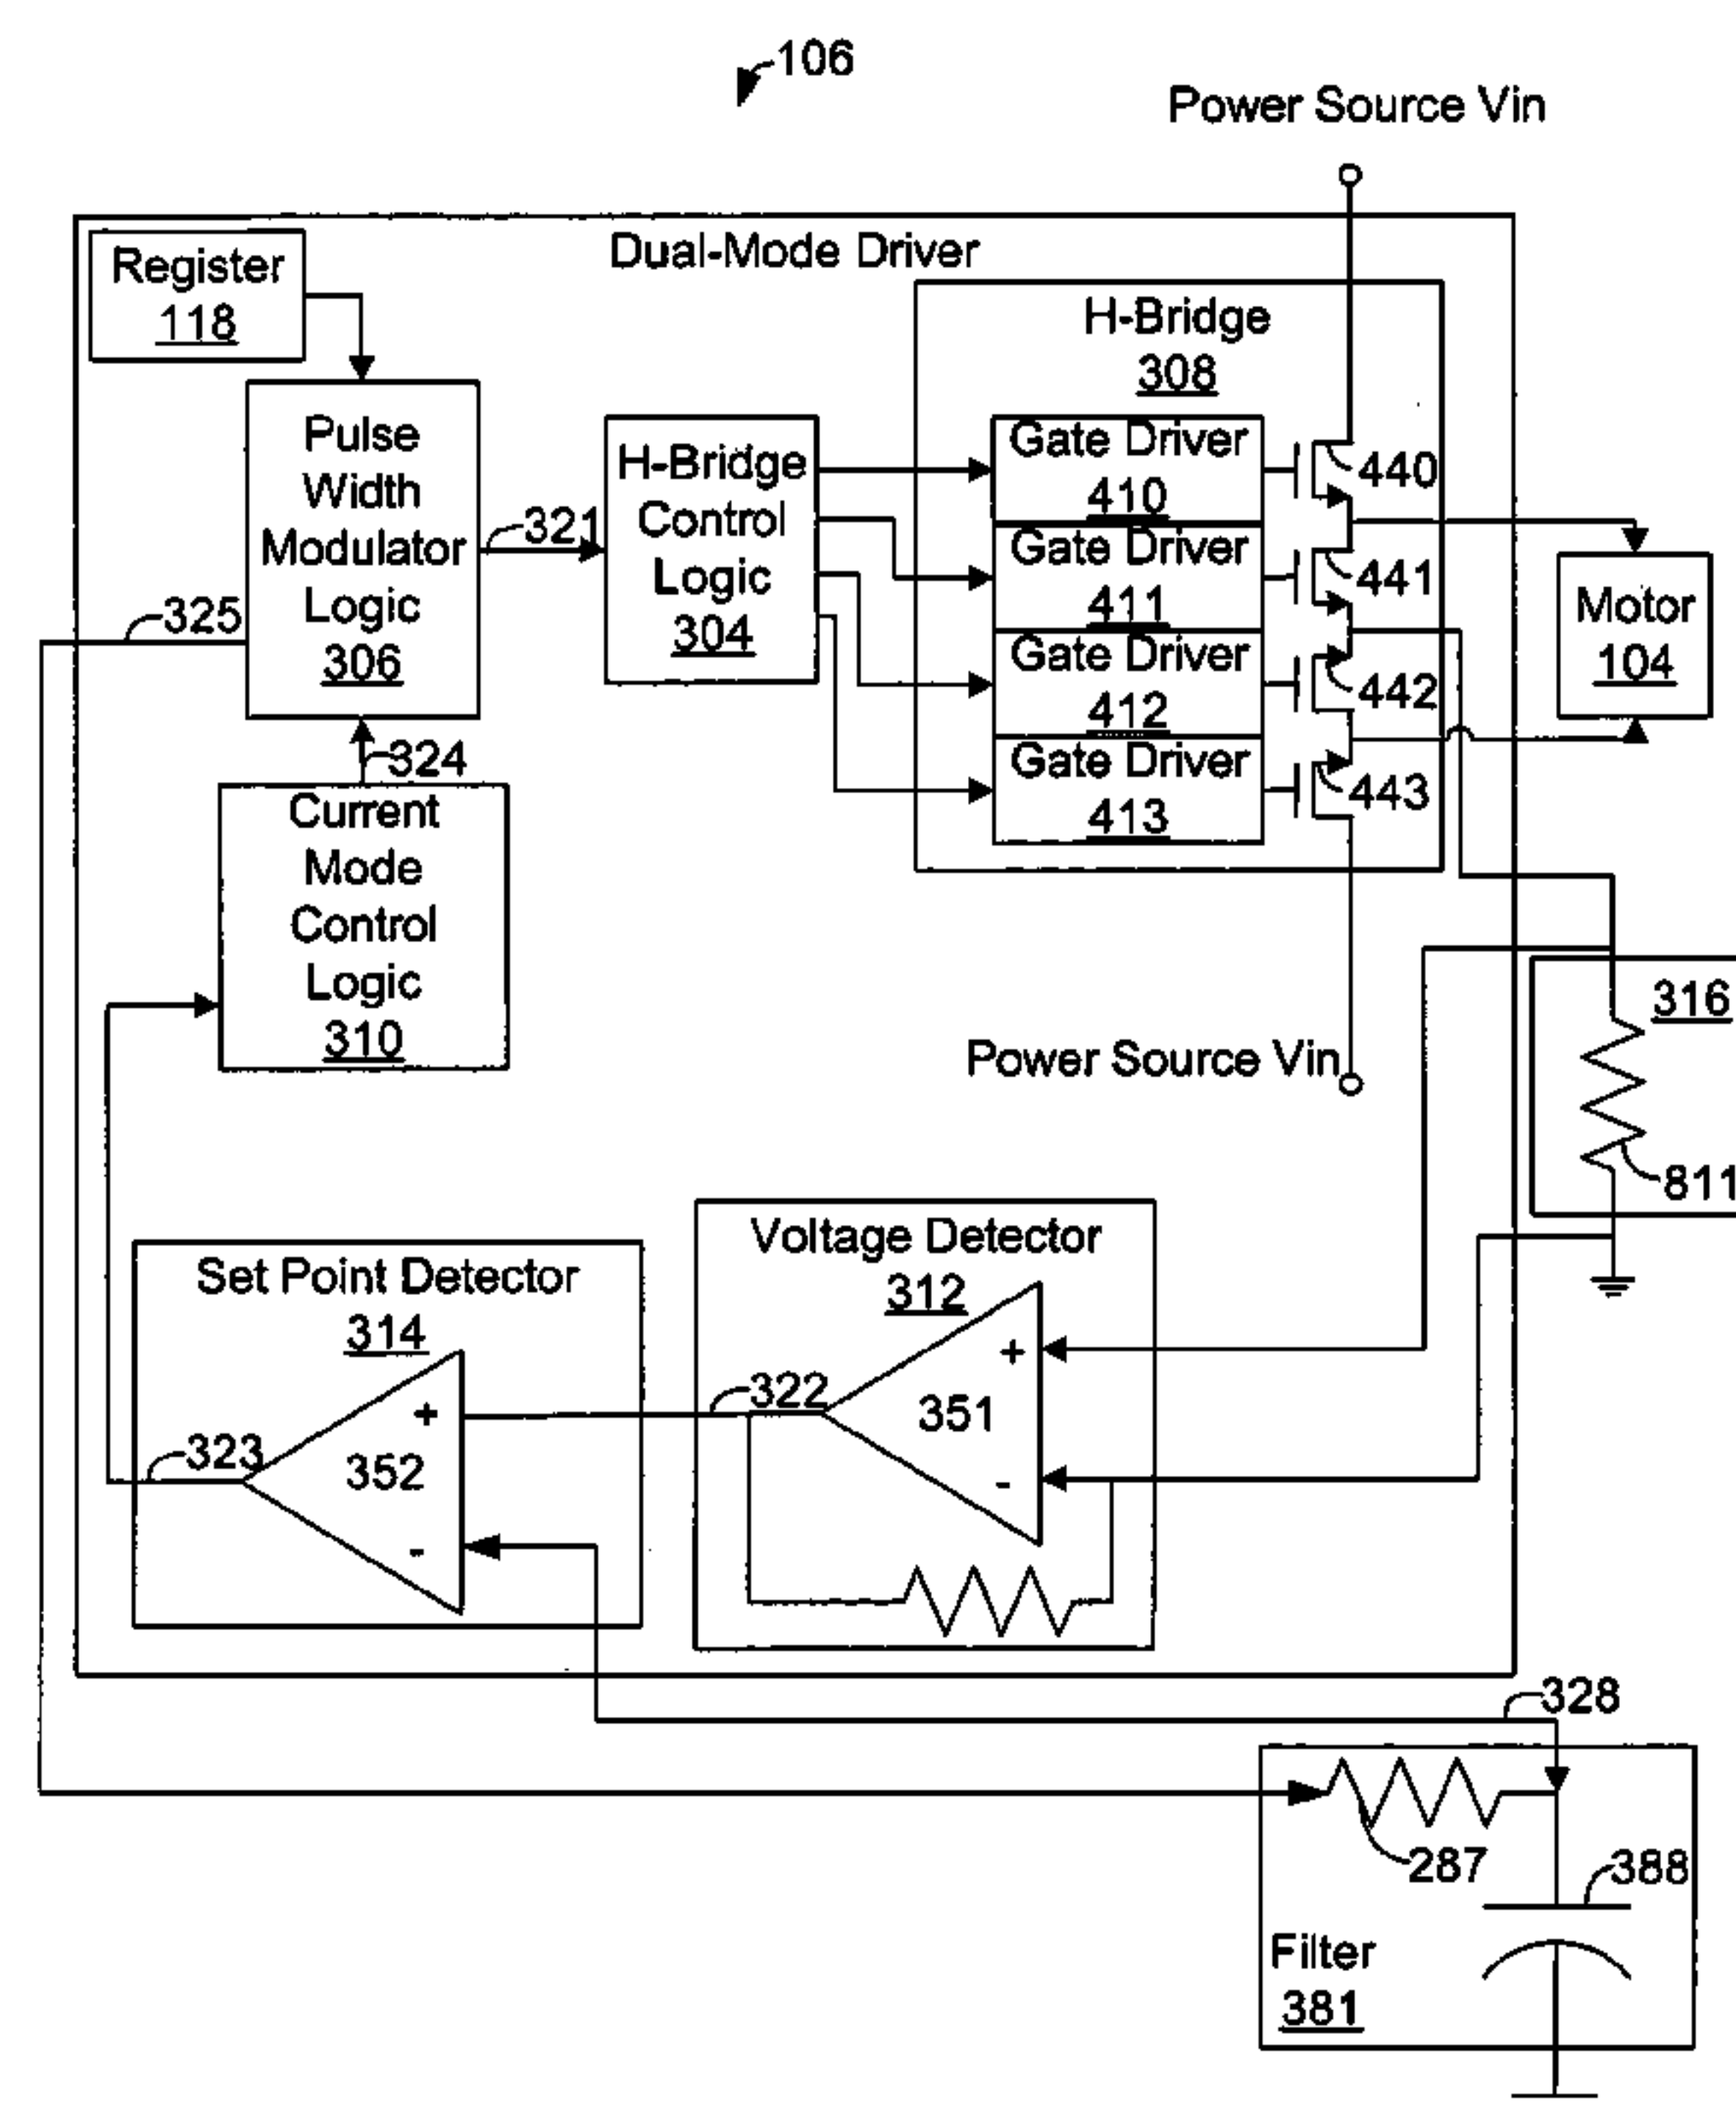 106
Power Source Vin
Dual-Mode Driver
Register
118
H-Bridge
308
Pulse
Width
Modulator
Logic
306
321
325
H-Bridge
Control
Logic
304
Gate Driver
410
Gate Driver
411
Gate Driver
412
Gate Driver
413
440
441
442
443
Motor
104
324
Current
Mode
Control
Logic
310
Power Source Vin
316
811
Voltage Detector
312
+
351
-
322
Set Point Detector
314
+
352
-
323
328
287
388
Filter
381